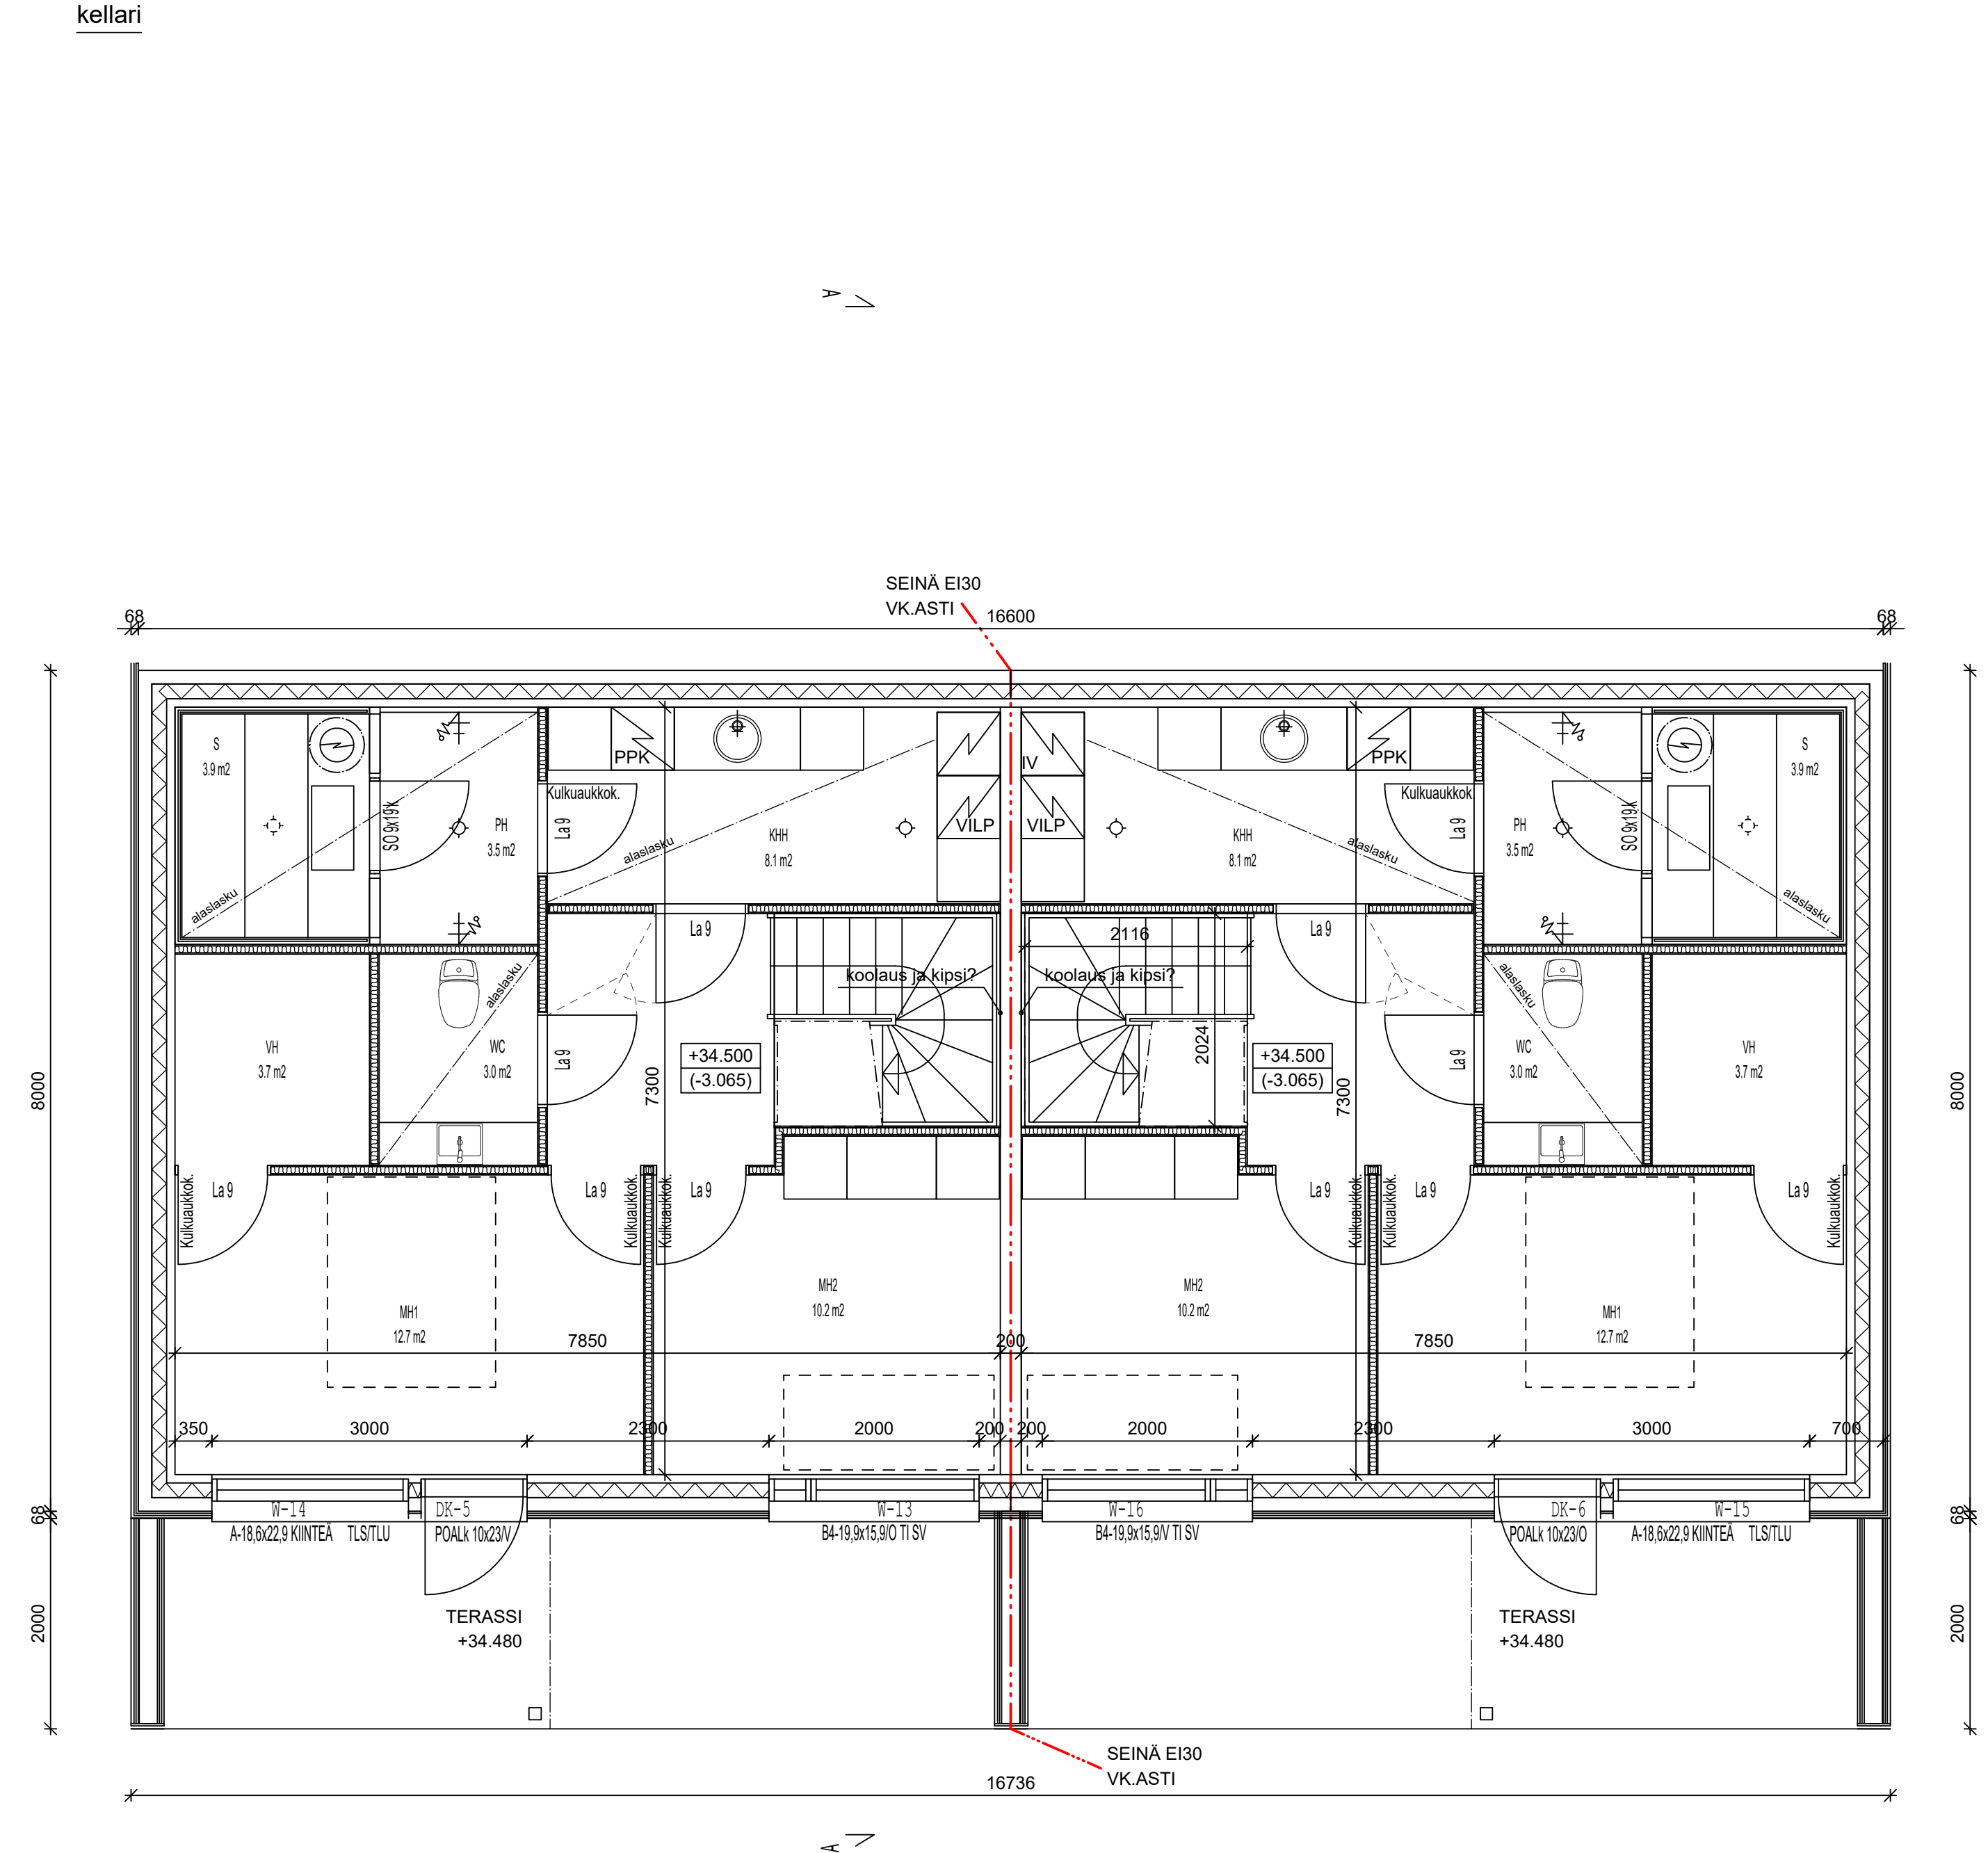 kellari
A
SEINÄ EI30
VK.ASTI
68
16600
68
S
3.9 m2
alaslasku
SO 9x19 k
PH
3.5 m2
Kulkuaukkok.
La 9
PPK
alaslasku
KHH
8.1 m2
VILP
IV
VILP
KHH
8.1 m2
alaslasku
PPK
Kulkuaukkok.
La 9
PH
3.5 m2
SO 9x19 k
S
3.9 m2
alaslasku
La 9
koolaus ja kipsi?
2116
koolaus ja kipsi?
La 9
VH
3.7 m2
alaslasku
WC
3.0 m2
La 9
7300
+34.500
(-3.065)
2024
+34.500
(-3.065)
7300
La 9
alaslasku
WC
3.0 m2
VH
3.7 m2
8000
8000
Kulkuaukkok.
La 9
La 9
Kulkuaukkok.
Kulkuaukkok.
La 9
La 9
Kulkuaukkok.
Kulkuaukkok.
La 9
La 9
Kulkuaukkok.
MH1
12.7 m2
MH2
10.2 m2
MH2
10.2 m2
MH1
12.7 m2
7850
200
7850
350
3000
2300
2000
200
200
2000
2300
3000
700
68
W-14
DK-5
W-13
W-16
DK-6
W-15
68
A-18,6x22,9 KIINTEÄ TLS/TLU
POALk 10x23/V
B4-19,9x15,9/O TI SV
B4-19,9x15,9/V TI SV
POALk 10x23/O
A-18,6x22,9 KIINTEÄ TLS/TLU
2000
TERASSI
+34.480
TERASSI
+34.480
2000
SEINÄ EI30
VK.ASTI
16736
A